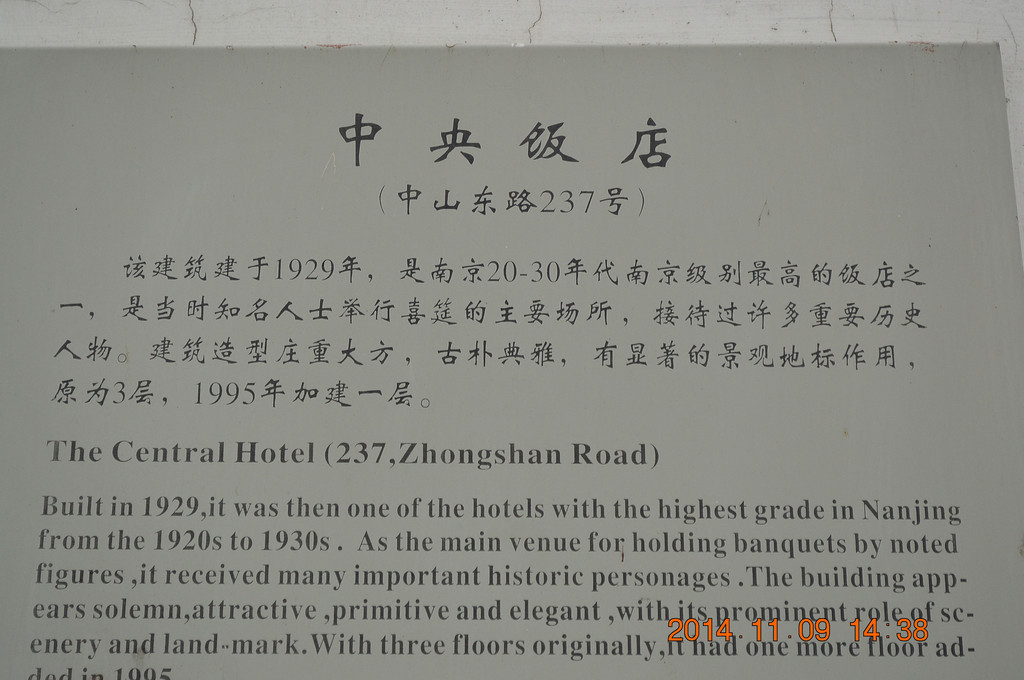 中央饭店
(中山东路237号)
该建筑建于1929年，是南京20-30年代南京级别最高的饭店之
一，是当时知名人士举行喜筵的主要场所，接待过许多重要历史
人物。建筑造型庄重大方，古朴典雅，有显著的景观地标作用，
原为3层，1995年加建一层。
The Central Hotel (237,Zhongshan Road)
Built in 1929,it was then one of the hotels with the highest grade in Nanjing
from the 1920s to 1930s . As the main venue for holding banquets by noted
figures ,it received many important historic personages .The building app-
ears solemn,attractive ,primitive and elegant ,with its prominent role of sc-
enery and land-mark.With three floors originally,it had one more floor ad-
ded in 1995
2014. 11. 09 14:38